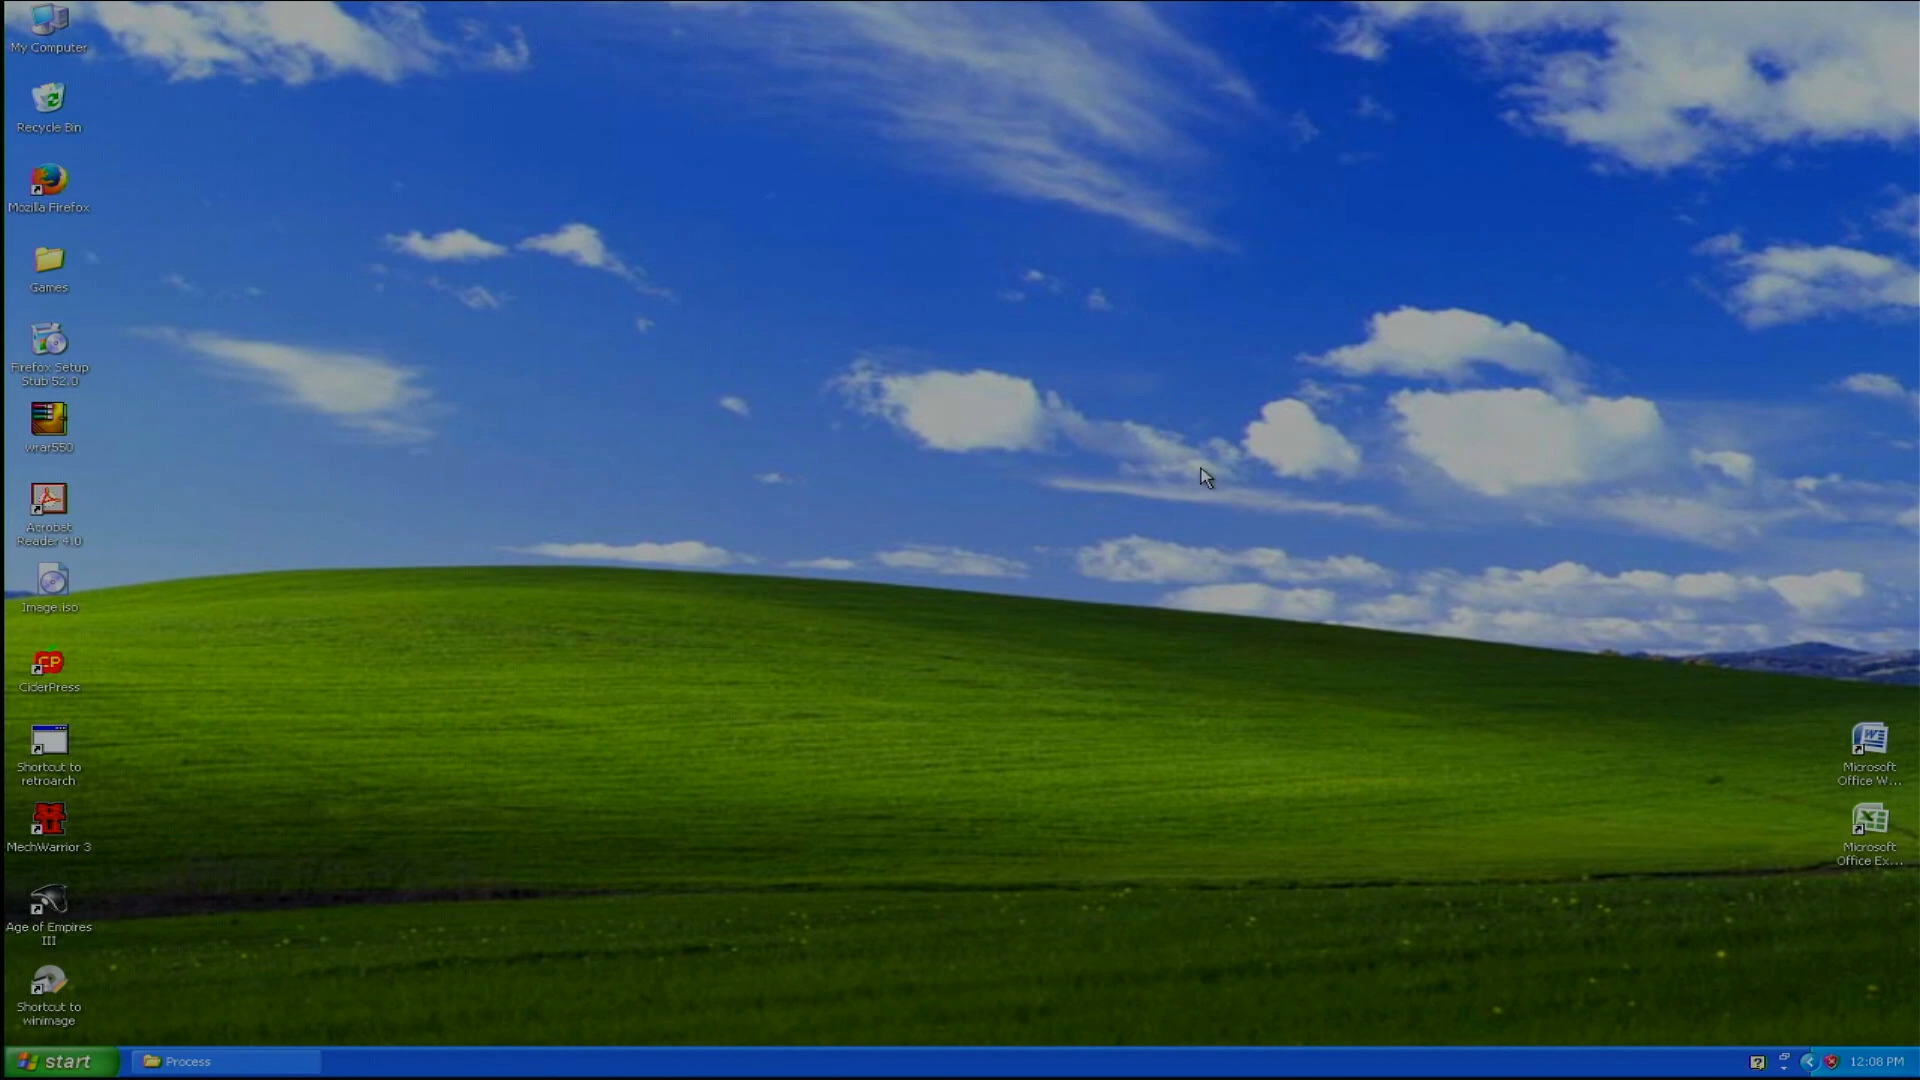 My Computer
Recycle Bin
Mozilla Firefox
Games
Firefox Setup
Stub 52.0
wrar550
Acrobat
Reader 4.0
Image.iso
CP
CiderPress
Shortcut to
retroarch
MechWarrior 3
Age of Empires
III
Shortcut to
winimage
W
Microsoft
Office W...
X
Microsoft
Office Ex...
start
Process
?
12:08 PM